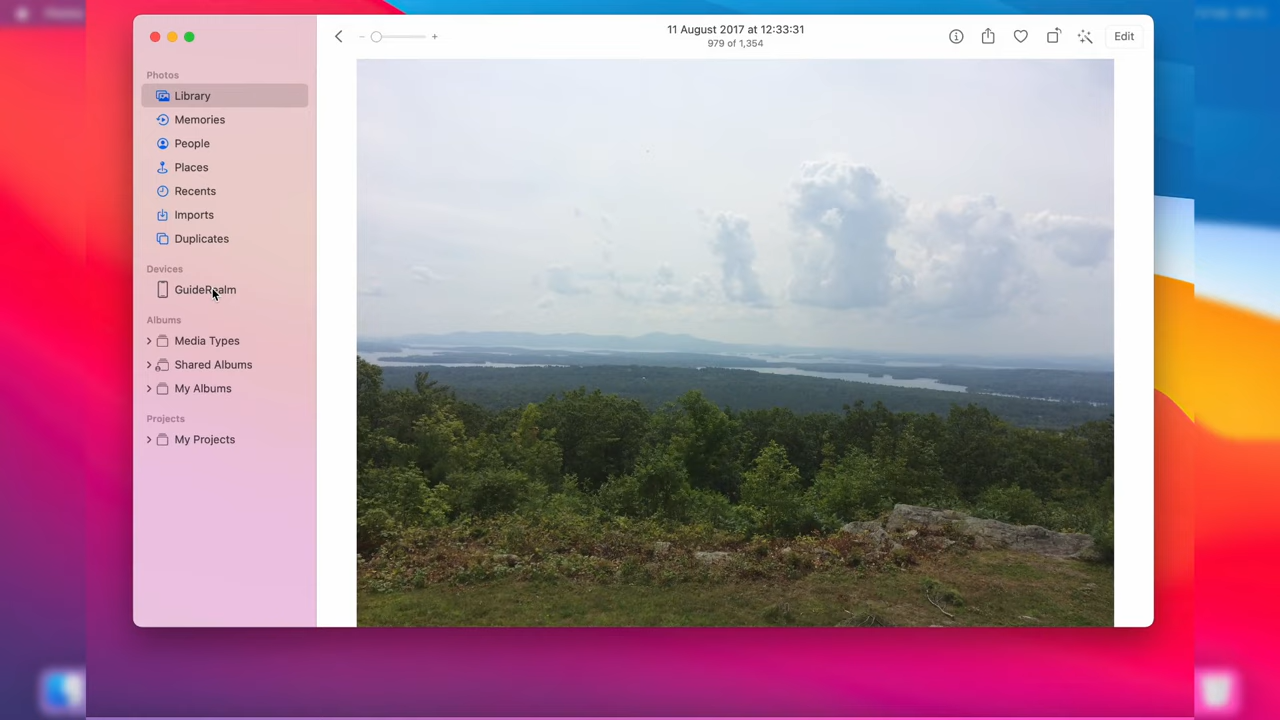 11 August 2017 at 12:33:31
979 of 1,354
Edit
Photos
Library
Memories
People
Places
Recents
Imports
Duplicates
Devices
GuideRealm
Albums
Media Types
Shared Albums
My Albums
Projects
My Projects